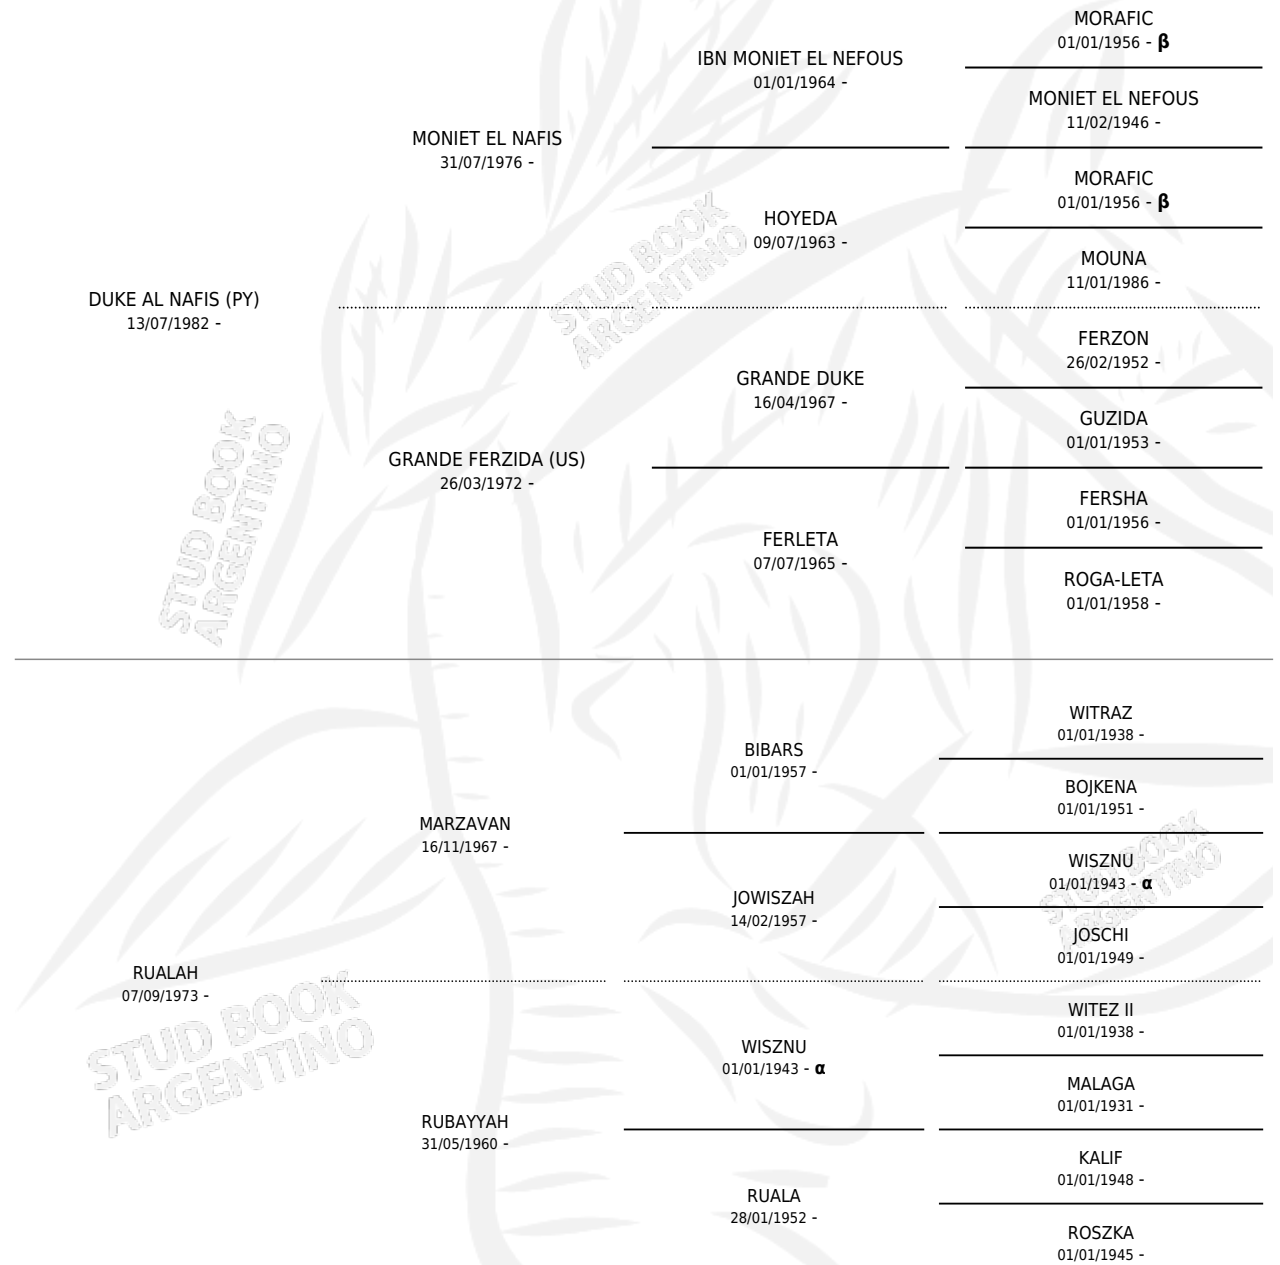 MORAFIC
01/01/1956 - β
IBN MONIET EL NEFOUS
01/01/1964 -
MONIET EL NEFOUS
11/02/1946 -
MONIET EL NAFIS
31/07/1976 -
MORAFIC
01/01/1956 - β
HOYEDA
09/07/1963 -
STUD BOOK
ARGENTINO
MOUNA
11/01/1986 -
DUKE AL NAFIS (PY)
13/07/1982 -
FERZON
26/02/1952 -
GRANDE DUKE
16/04/1967 -
GUZIDA
01/01/1953 -
GRANDE FERZIDA (US)
26/03/1972 -
STUD BOOK
ARGENTINO
FERSHA
01/01/1956 -
FERLETA
07/07/1965 -
ROGA-LETA
01/01/1958 -
WITRAZ
01/01/1938 -
BIBARS
01/01/1957 -
BOJKENA
01/01/1951 -
MARZAVAN
16/11/1967 -
WISZNU
01/01/1943 - α
STUD BOOK
ARGENTINO
JOWISZAH
14/02/1957 -
JOSCHI
01/01/1949 -
RUALAH
07/09/1973 -
STUD BOOK
ARGENTINO
WITEZ II
01/01/1938 -
WISZNU
01/01/1943 - α
MALAGA
01/01/1931 -
RUBAYYAH
31/05/1960 -
KALIF
01/01/1948 -
RUALA
28/01/1952 -
ROSZKA
01/01/1945 -